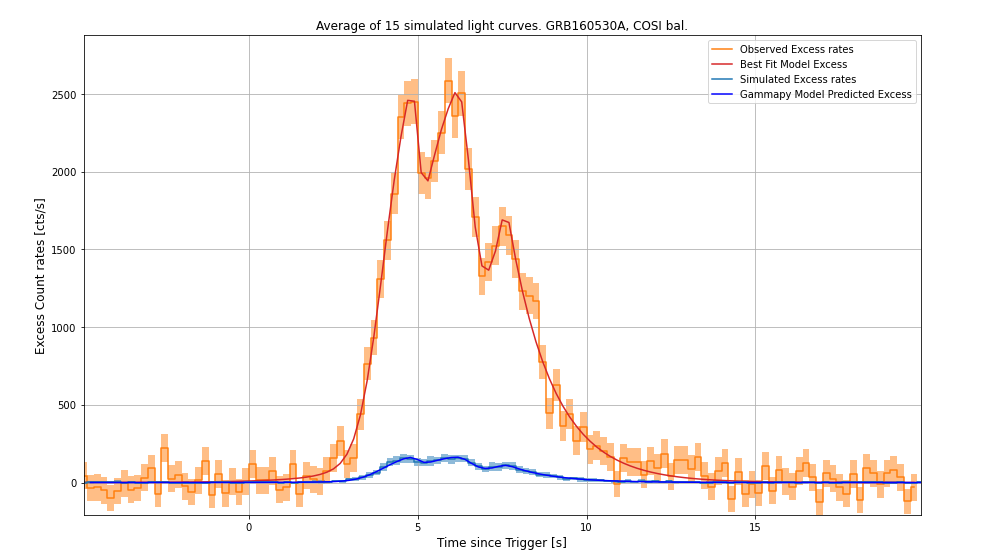 Average of 15 simulated light curves. GRB160530A, COSI bal.
Observed Excess rates
Best Fit Model Excess
Simulated Excess rates
Gammapy Model Predicted Excess
Excess Count rates [cts/s]
2500
2000
1500
1000
500
0
0 5 10 15
Time since Trigger [s]